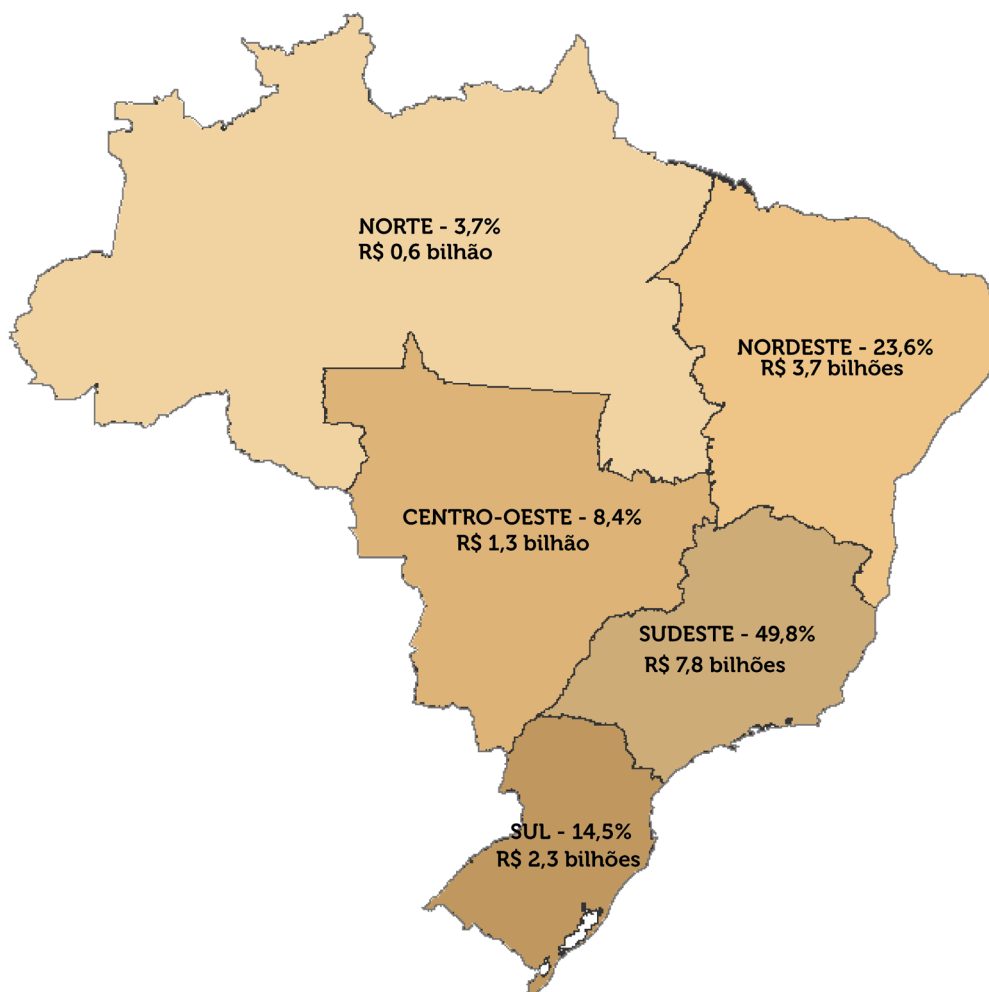 NORTE - 3,7%
R$ 0,6 bilhão
NORDESTE - 23,6%
R$ 3,7 bilhões
CENTRO-OESTE - 8,4%
R$ 1,3 bilhão
SUDESTE - 49,8%
R$ 7,8 bilhões
SUL - 14,5%
R$ 2,3 bilhões